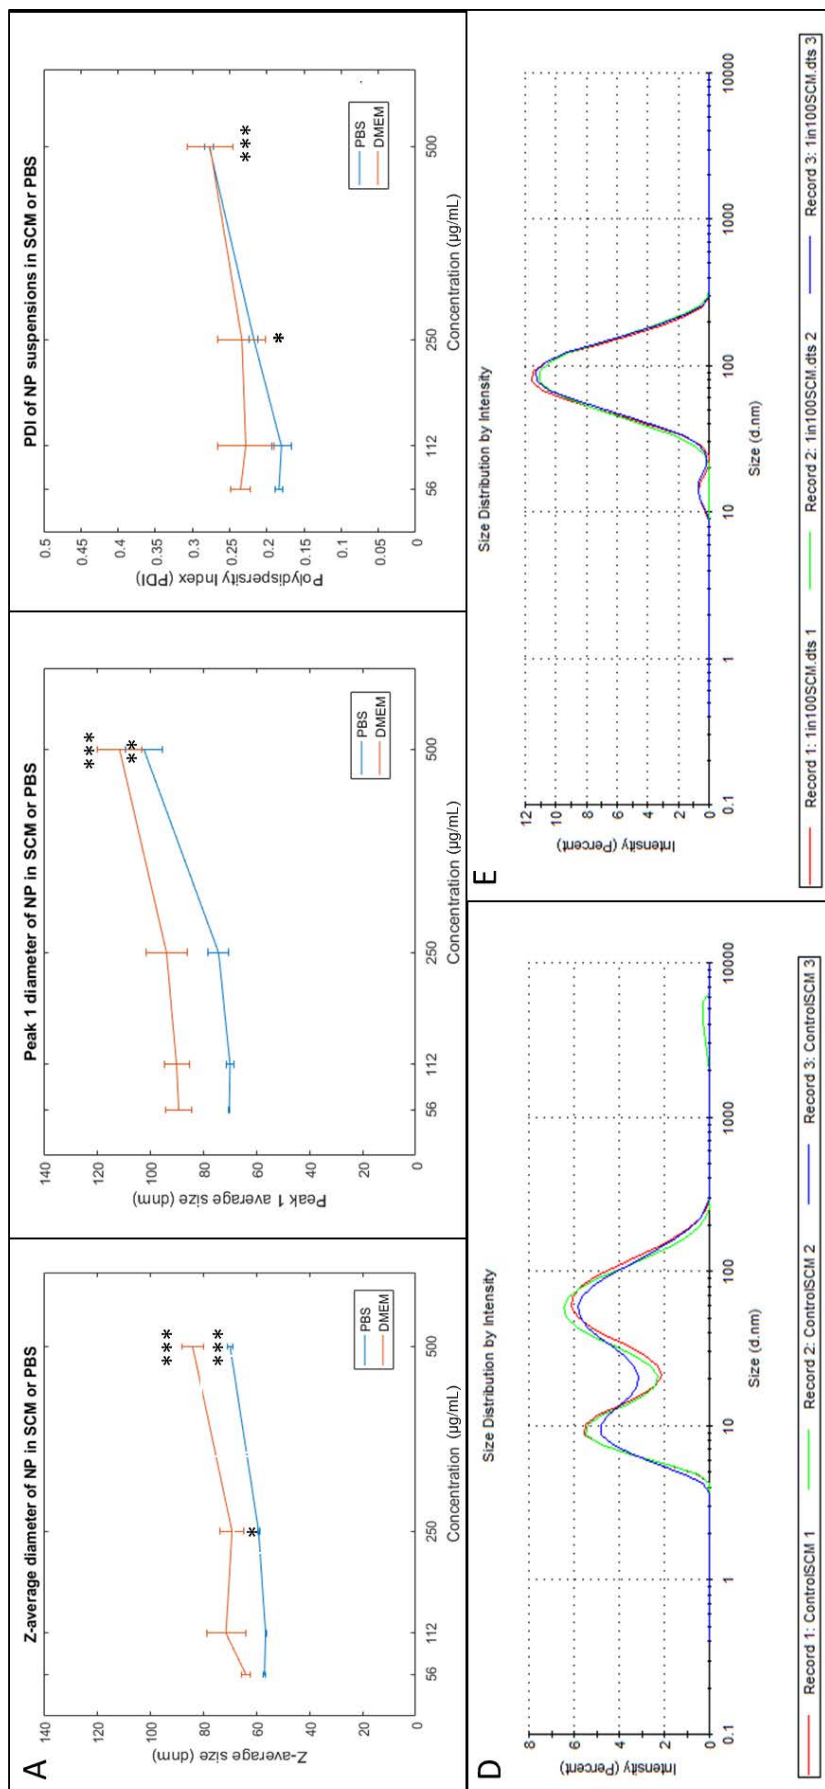 A
Z-average diameter of NP in SCM or PBS
Z-average size (dnm)
140
120
100
80
60
40
20
0
***
***
*
PBS
DMEM
56
112
250
500
Concentration (µg/mL)
Peak 1 diameter of NP in SCM or PBS
Peak 1 average size (dnm)
140
120
100
80
60
40
20
0
***
**
PBS
DMEM
56
112
250
500
Concentration (µg/mL)
PDI of NP suspensions in SCM or PBS
Polydispersity Index (PDI)
0.5
0.45
0.4
0.35
0.3
0.25
0.2
0.15
0.1
0.05
0
***
*
PBS
DMEM
56
112
250
500
Concentration (µg/mL)
D
Size Distribution by Intensity
Intensity (Percent)
8
6
4
2
0
0.1
1
10
100
1000
10000
Size (d.nm)
Record 1: ControlSCM 1
Record 2: ControlSCM 2
Record 3: ControlSCM 3
E
Size Distribution by Intensity
Intensity (Percent)
12
10
8
6
4
2
0
0.1
1
10
100
1000
10000
Size (d.nm)
Record 1: 1in100SCM.dts 1
Record 2: 1in100SCM.dts 2
Record 3: 1in100SCM.dts 3